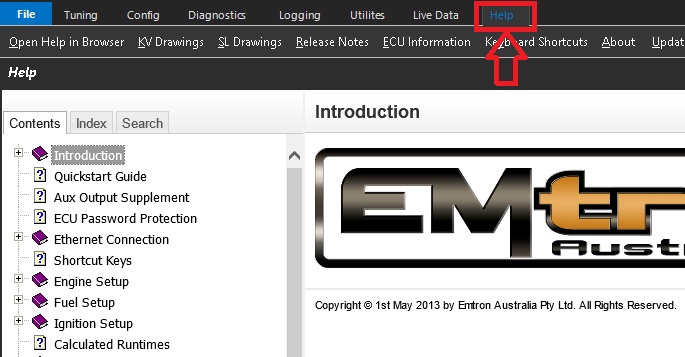 File Tuning Config Diagnostics Logging Utilites Live Data Help
Open Help in Browser KV Drawings SL Drawings Release Notes ECU Information Keyboard Shortcuts About Updat
Help
Contents Index Search
Introduction
Quickstart Guide
Aux Output Supplement
ECU Password Protection
Ethernet Connection
Shortcut Keys
Engine Setup
Fuel Setup
Ignition Setup
Calculated Runtimes
Introduction
EMtr
Austr
Copyright © 1st May 2013 by Emtron Australia Pty Ltd. All Rights Reserved.